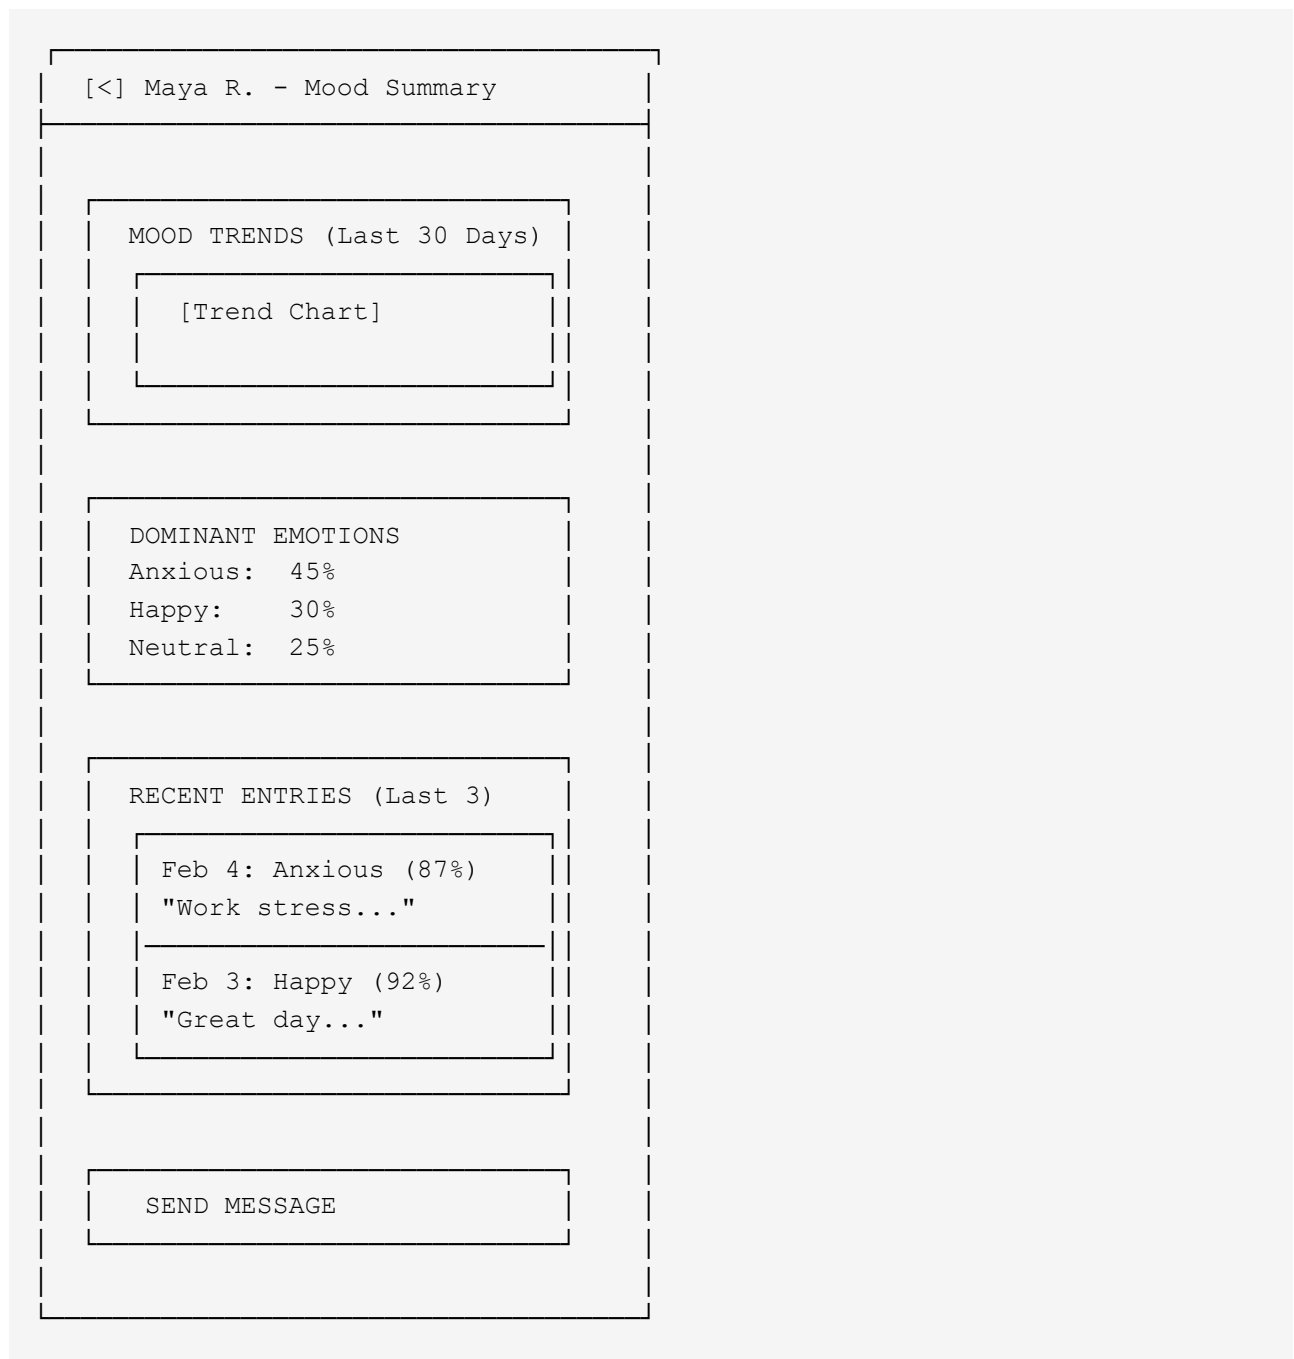 [<] Maya R. - Mood Summary
MOOD TRENDS (Last 30 Days)
[Trend Chart]
DOMINANT EMOTIONS
Anxious: 45%
Happy: 30%
Neutral: 25%
RECENT ENTRIES (Last 3)
Feb 4: Anxious (87%)
"Work stress..."
Feb 3: Happy (92%)
"Great day..."
SEND MESSAGE